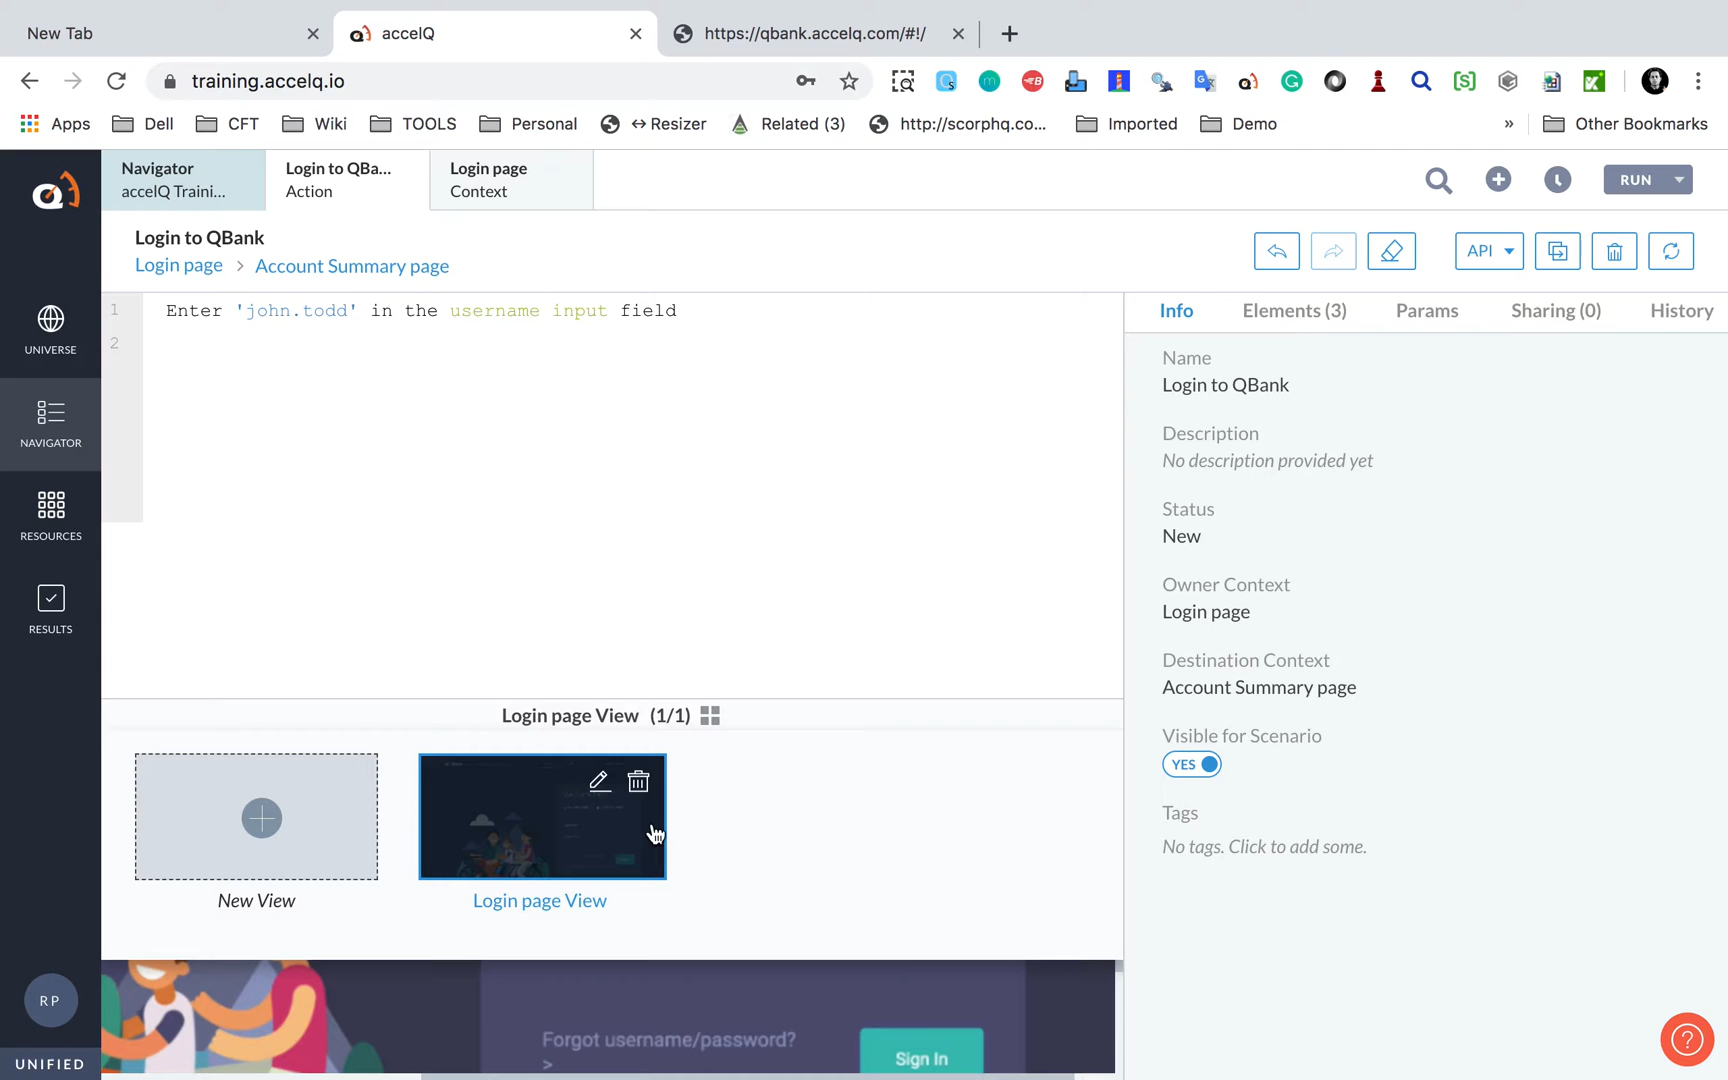 New Tab
accelQ
https://qbank.accelq.com/#!/
training.accelq.io
Apps
Dell
CFT
Wiki
TOOLS
Personal
↔Resizer
Related (3)
http://scorphq.co...
Imported
Demo
»
Other Bookmarks
Navigator
accelQ Traini...
Login to QBa...
Action
Login page
Context
RUN
Login to QBank
Login page > Account Summary page
API
1 Enter 'john.todd' in the username input field
2
UNIVERSE
NAVIGATOR
RESOURCES
RESULTS
RP
UNIFIED
Info
Elements (3)
Params
Sharing (0)
History
Name
Login to QBank
Description
No description provided yet
Status
New
Owner Context
Login page
Destination Context
Account Summary page
Visible for Scenario
YES
Tags
No tags. Click to add some.
Login page View (1/1)
New View
Login page View
Forgot username/password?
>
Sign In
?